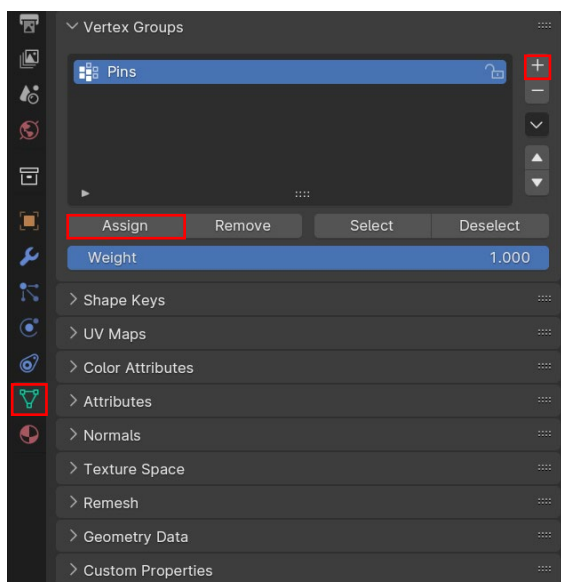 Vertex Groups
Pins
Assign Remove Select Deselect
Weight 1.000
Shape Keys
UV Maps
Color Attributes
Attributes
Normals
Texture Space
Remesh
Geometry Data
Custom Properties